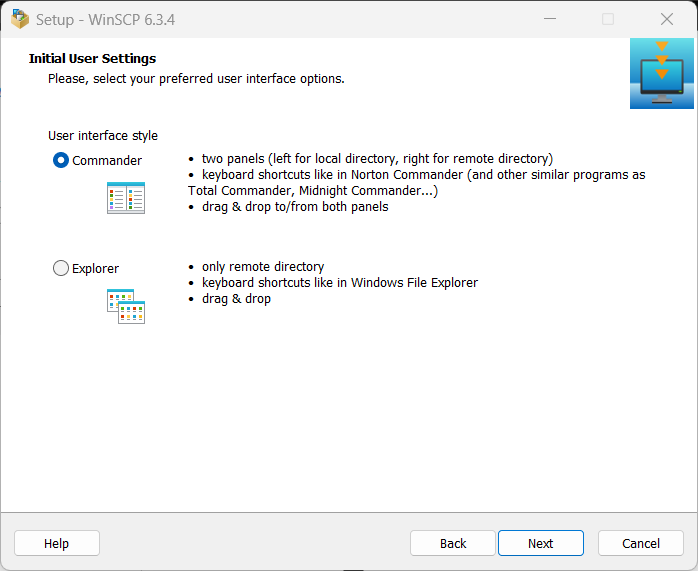 Setup - WinSCP 6.3.4
Initial User Settings
Please, select your preferred user interface options.
User interface style
Commander
• two panels (left for local directory, right for remote directory)
• keyboard shortcuts like in Norton Commander (and other similar programs as
Total Commander, Midnight Commander...)
• drag & drop to/from both panels
Explorer
• only remote directory
• keyboard shortcuts like in Windows File Explorer
• drag & drop
Help
Back
Next
Cancel